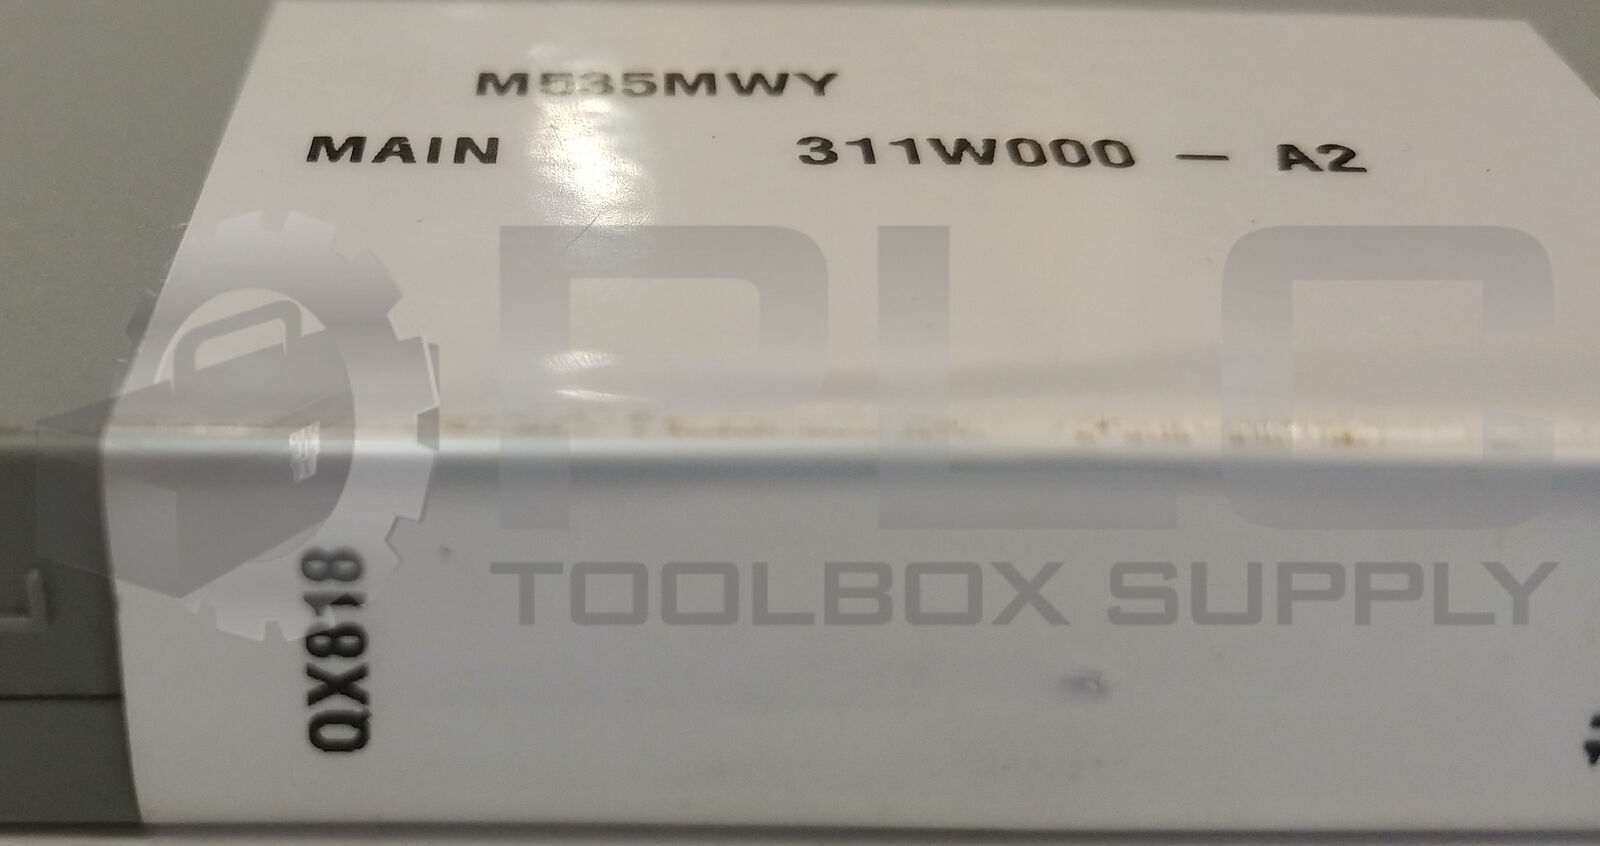 M535MWY
MAIN 311W000 - A2
PLC
TOOLBOX SUPPLY
QX818